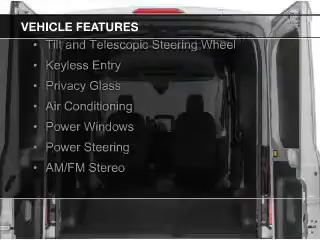 VEHICLE FEATURES
• Tilt and Telescopic Steering Wheel
• Keyless Entry
• Privacy Glass
• Air Conditioning
• Power Windows
• Power Steering
• AM/FM Stereo